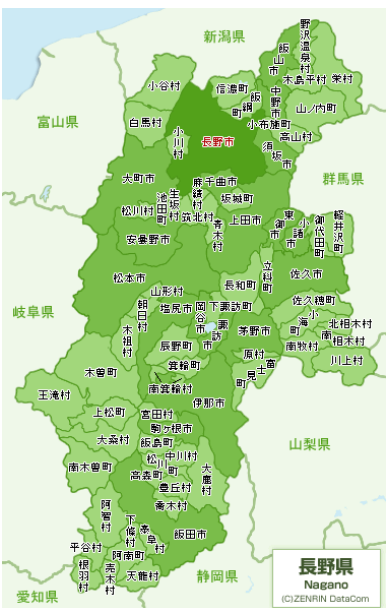 新潟県
野沢温泉村
飯山市
小谷村
信濃町
飯綱町
中野市
木島平村
栄村
白馬村
小川村
小布施町
山ノ内町
富山県
長野市
須坂市
高山村
大町市
池田町
生坂村
麻績村
千曲市
坂城町
群馬県
松川村
筑北村
青木村
上田市
東御市
小諸市
御代田町
軽井沢町
安曇野市
松本市
山形村
長和町
立科町
佐久市
岐阜県
朝日村
塩尻市
岡谷市
下諏訪町
諏訪市
茅野市
佐久穂町
小海町
北相木村
南相木村
木祖村
辰野町
原村
南牧村
川上村
木曽町
箕輪町
富士見町
王滝村
南箕輪村
伊那市
上松町
宮田村
駒ヶ根市
大桑村
飯島町
中川村
山梨県
南木曽町
松川町
高森町
大鹿村
豊丘村
喬木村
阿智村
下條村
泰阜村
飯田市
平谷村
阿南町
根羽村
売木村
天龍村
静岡県
愛知県
長野県
Nagano
(C)ZENRIN DataCom